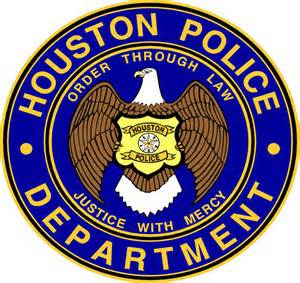 HOUSTON POLICE
ORDER THROUGH LAW
HOUSTON
POLICE
JUSTICE WITH MERCY
DEPARTMENT